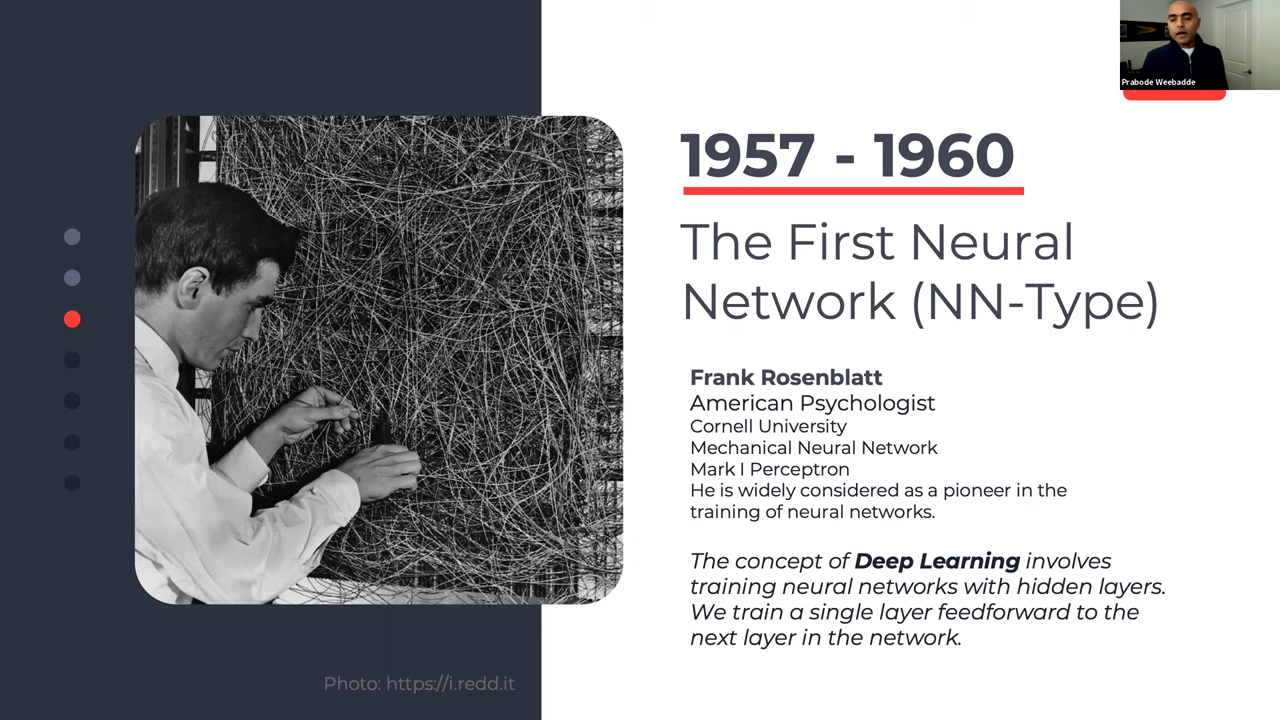 Prabode Weebadde
1957 - 1960
The First Neural
Network (NN-Type)
Frank Rosenblatt
American Psychologist
Cornell University
Mechanical Neural Network
Mark I Perceptron
He is widely considered as a pioneer in the
training of neural networks.
The concept of Deep Learning involves
training neural networks with hidden layers.
We train a single layer feedforward to the
next layer in the network.
Photo: https://i.redd.it